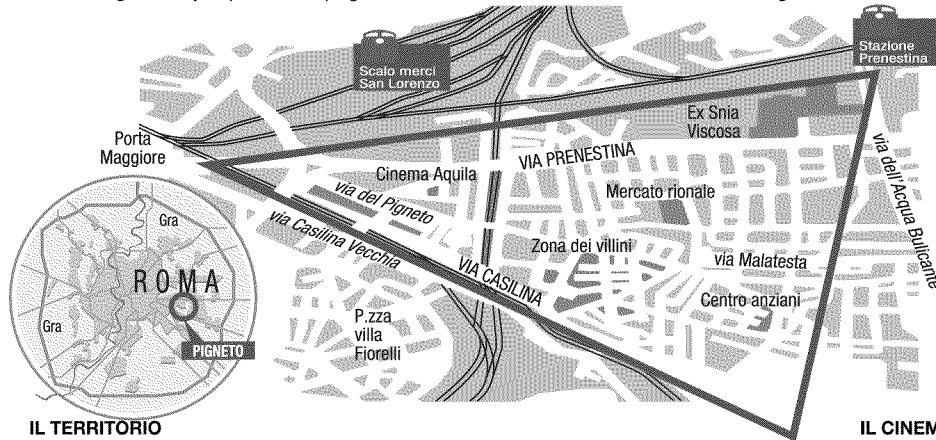 Scalo merci
San Lorenzo
Stazione
Prenestina
Ex Snia
Viscosa
Porta
Maggiore
VIA PRENESTINA
via dell'Acqua Bulicante
Cinema Aquila
via del Pigneto
Mercato rionale
via Casilina Vecchia
Zona dei villini
via Malatesta
VIA CASILINA
Centro anziani
P.zza
villa
Fiorelli
Gra
ROMA
Gra
PIGNETO
IL TERRITORIO
IL CINEM